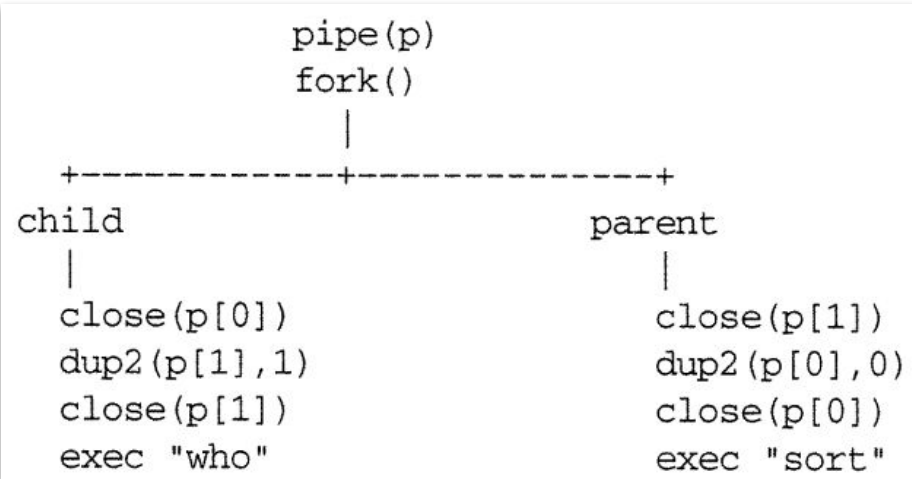 pipe(p)
fork()
|
+-------------+--------------+
child parent
| |
close(p[0]) close(p[1])
dup2(p[1],1) dup2(p[0],0)
close(p[1]) close(p[0])
exec "who" exec "sort"